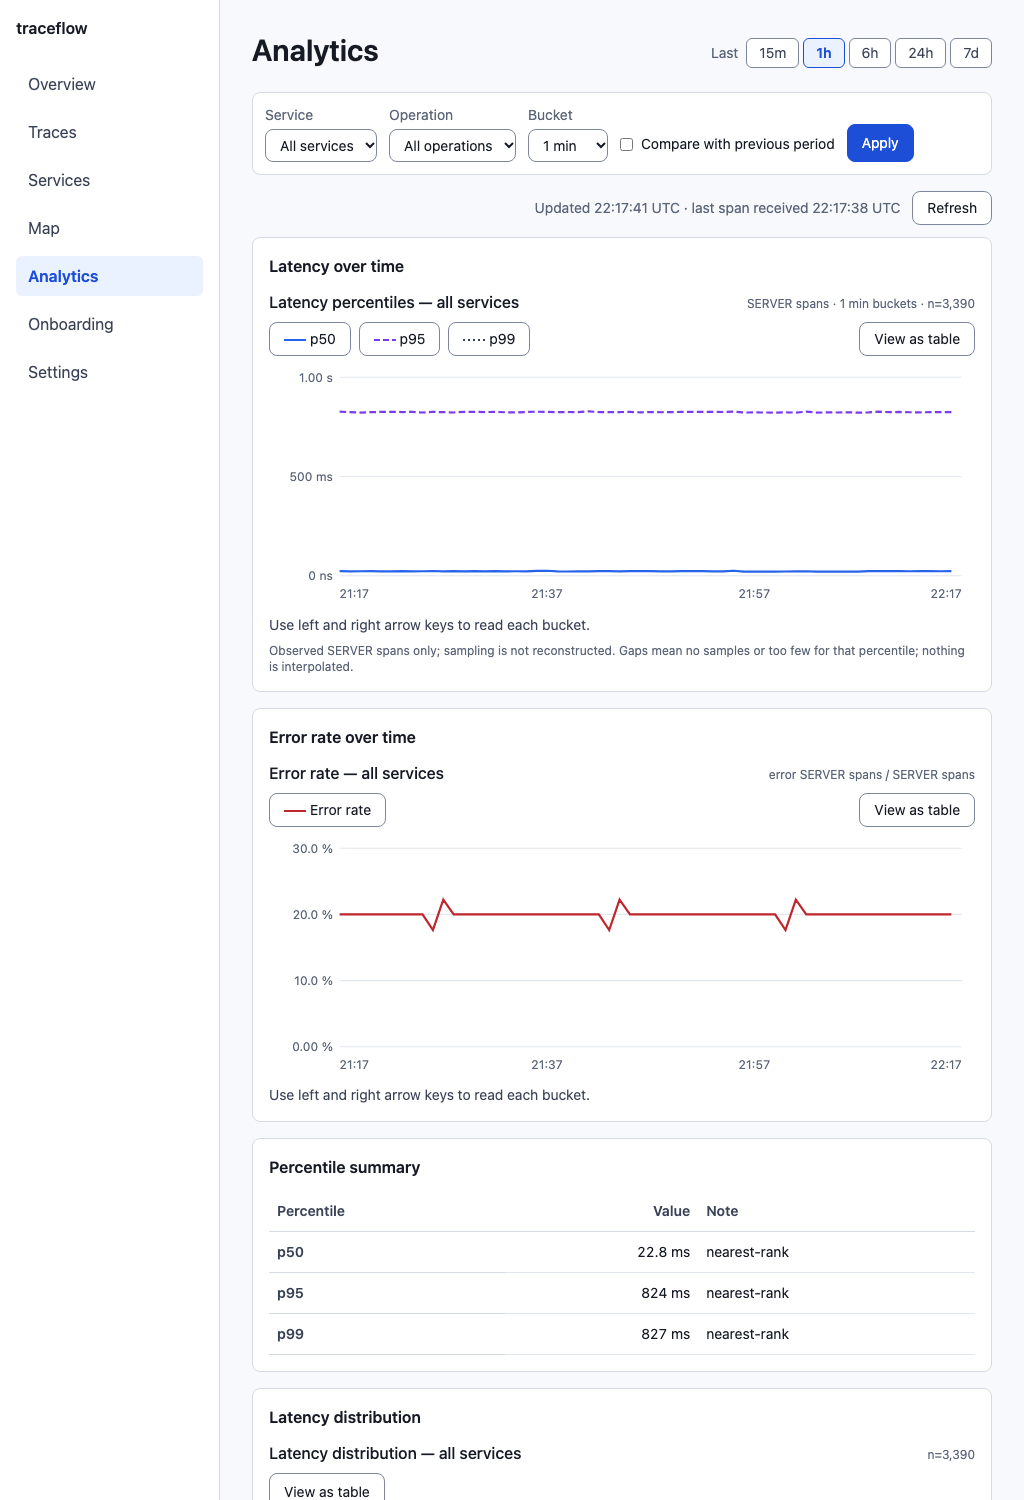 traceflow
Overview
Traces
Services
Map
Analytics
Onboarding
Settings
Analytics
Last 15m 1h 6h 24h 7d
Service Operation Bucket
All services All operations 1 min Compare with previous period Apply
Updated 22:17:41 UTC · last span received 22:17:38 UTC Refresh
Latency over time
Latency percentiles — all services SERVER spans · 1 min buckets · n=3,390
p50 p95 p99 View as table
1.00 s
500 ms
0 ns
21:17 21:37 21:57 22:17
Use left and right arrow keys to read each bucket.
Observed SERVER spans only; sampling is not reconstructed. Gaps mean no samples or too few for that percentile; nothing
is interpolated.
Error rate over time
Error rate — all services error SERVER spans / SERVER spans
Error rate View as table
30.0 %
20.0 %
10.0 %
0.00 %
21:17 21:37 21:57 22:17
Use left and right arrow keys to read each bucket.
Percentile summary
Percentile Value Note
p50 22.8 ms nearest-rank
p95 824 ms nearest-rank
p99 827 ms nearest-rank
Latency distribution
Latency distribution — all services n=3,390
View as table